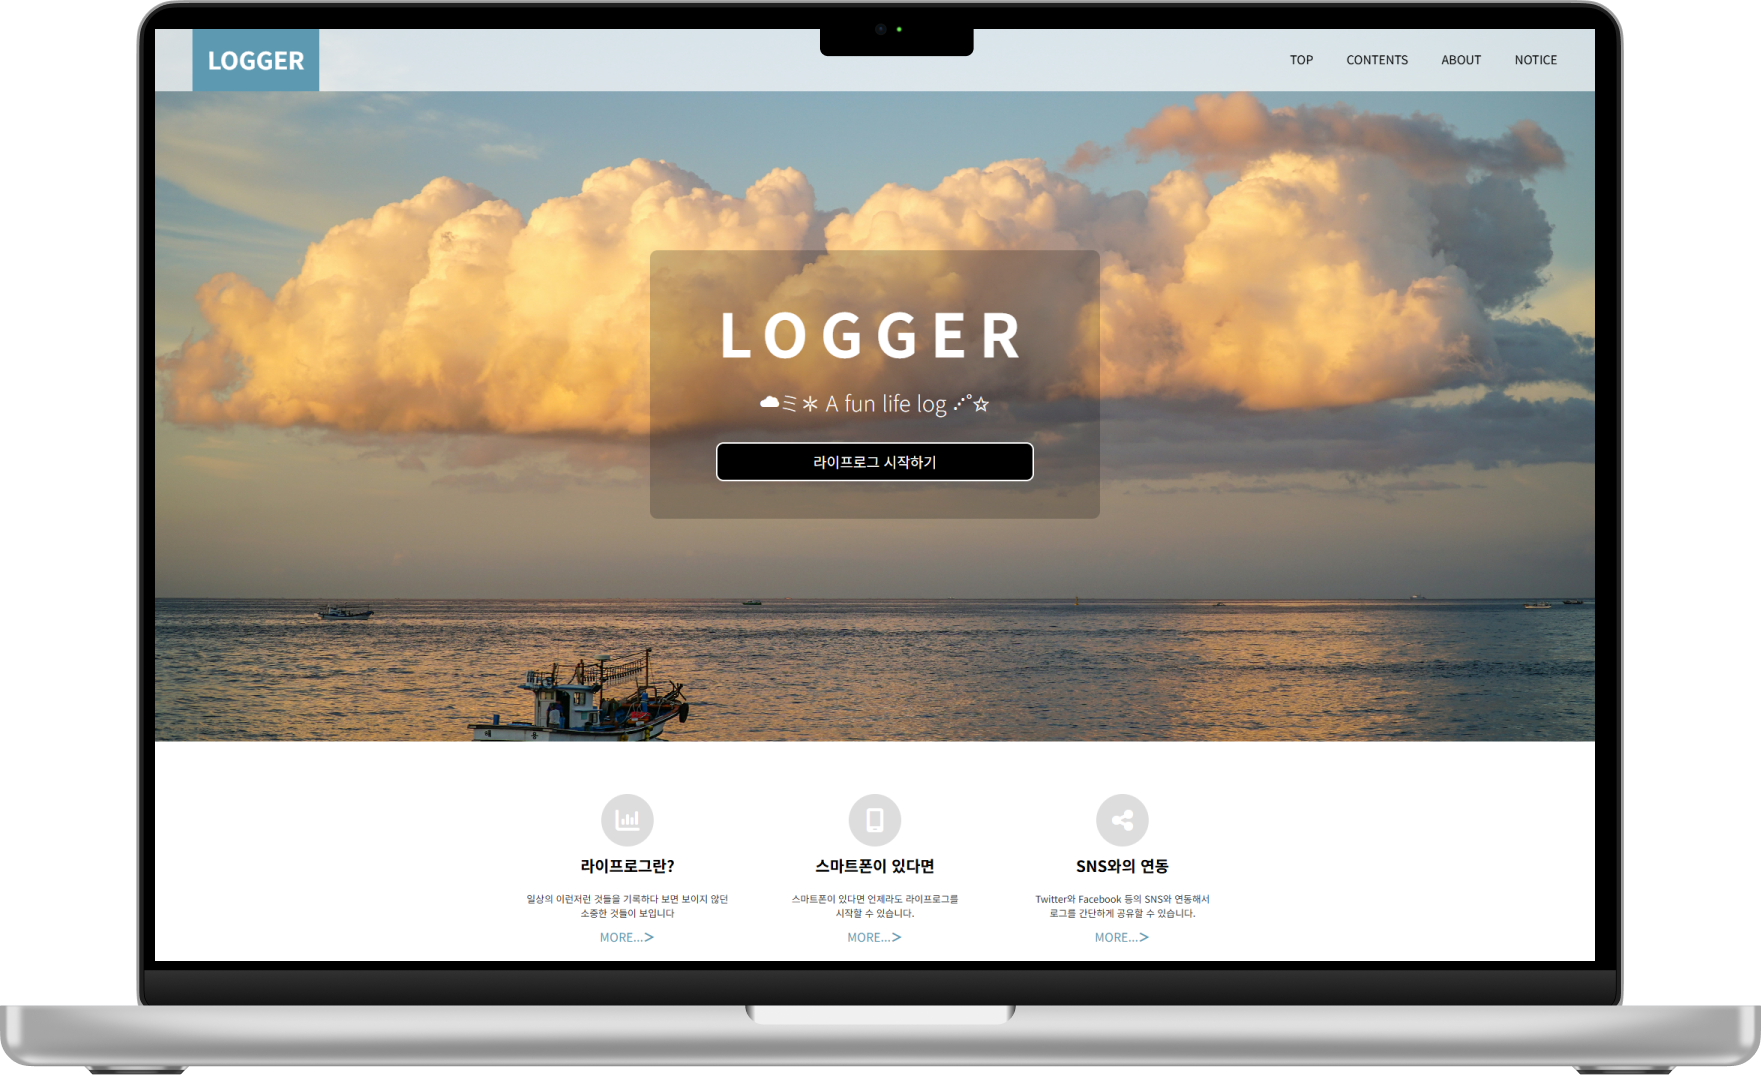 LOGGER
TOP CONTENTS ABOUT NOTICE
LOGGER
☁ミ＊ A fun life log ⋰˚☆
라이프로그 시작하기
라이프로그란?
일상의 이런저런 것들을 기록하다 보면 보이지 않던
소중한 것들이 보입니다
MORE...>
스마트폰이 있다면
스마트폰이 있다면 언제라도 라이프로그를
시작할 수 있습니다.
MORE...>
SNS와의 연동
Twitter와 Facebook 등의 SNS와 연동해서
로그를 간단하게 공유할 수 있습니다.
MORE...>